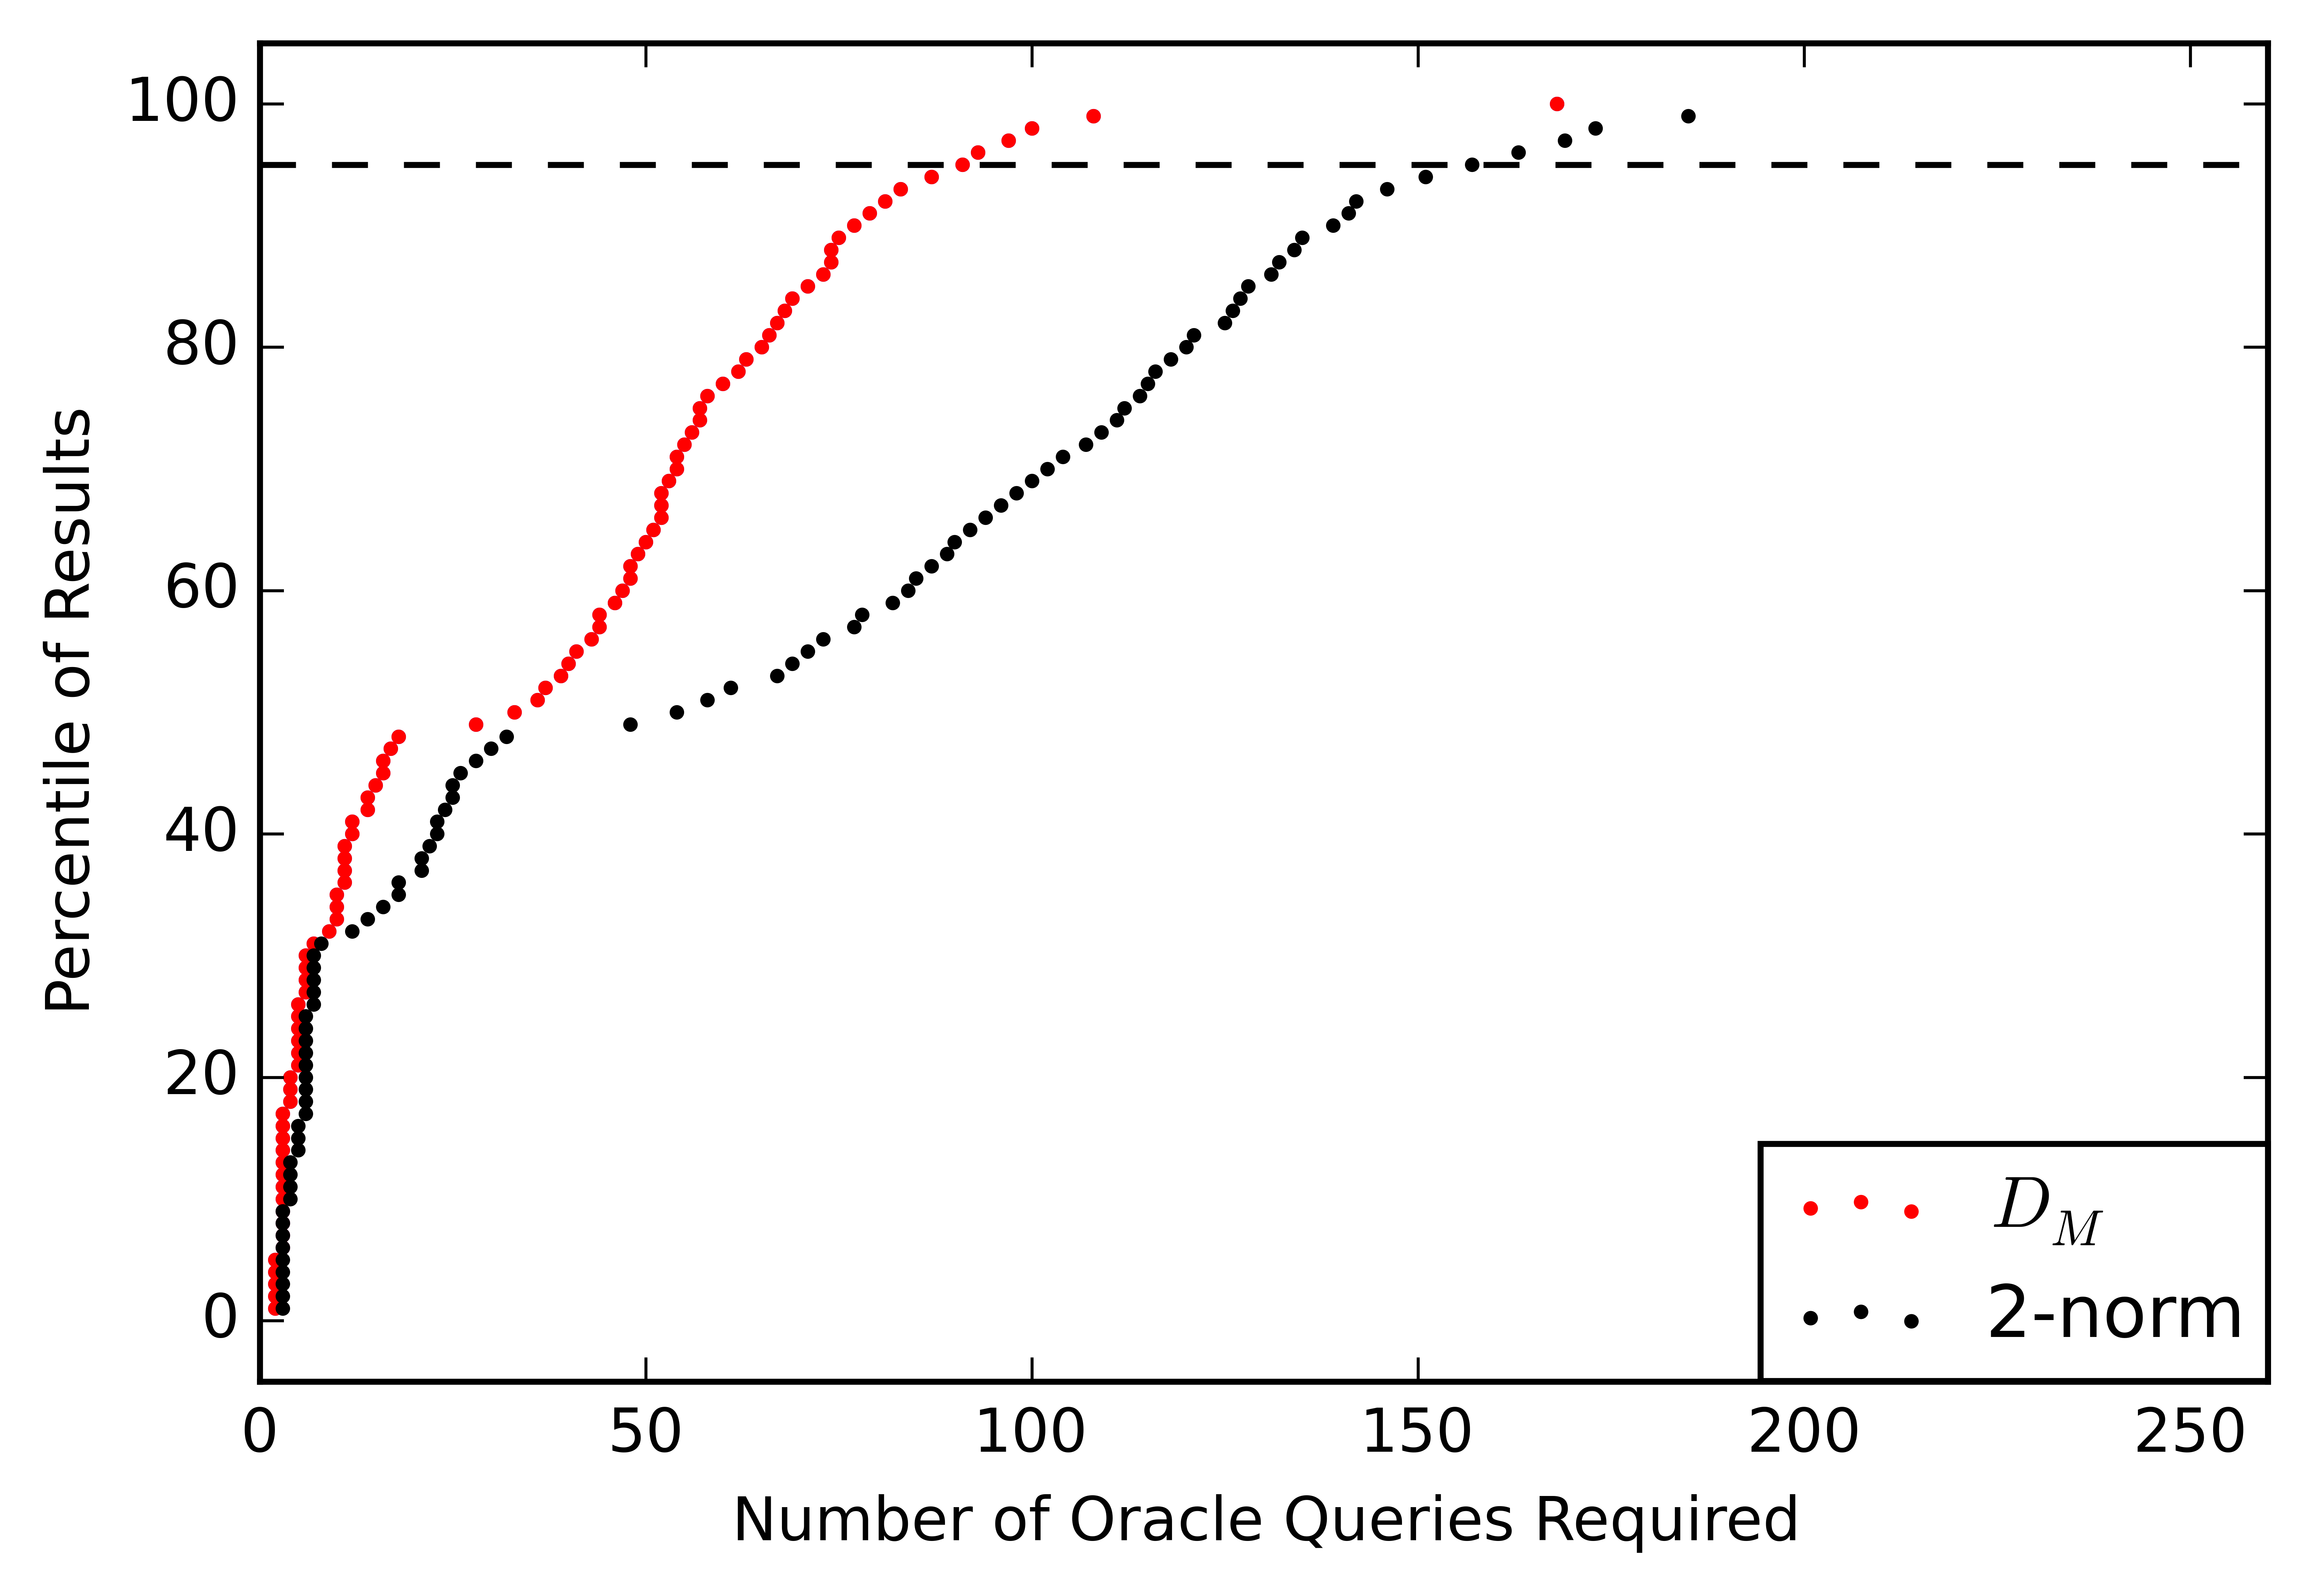 100
80
60
40
20
0
Percentile of Results
0 50 100 150 200 250
Number of Oracle Queries Required
D_M
2-norm